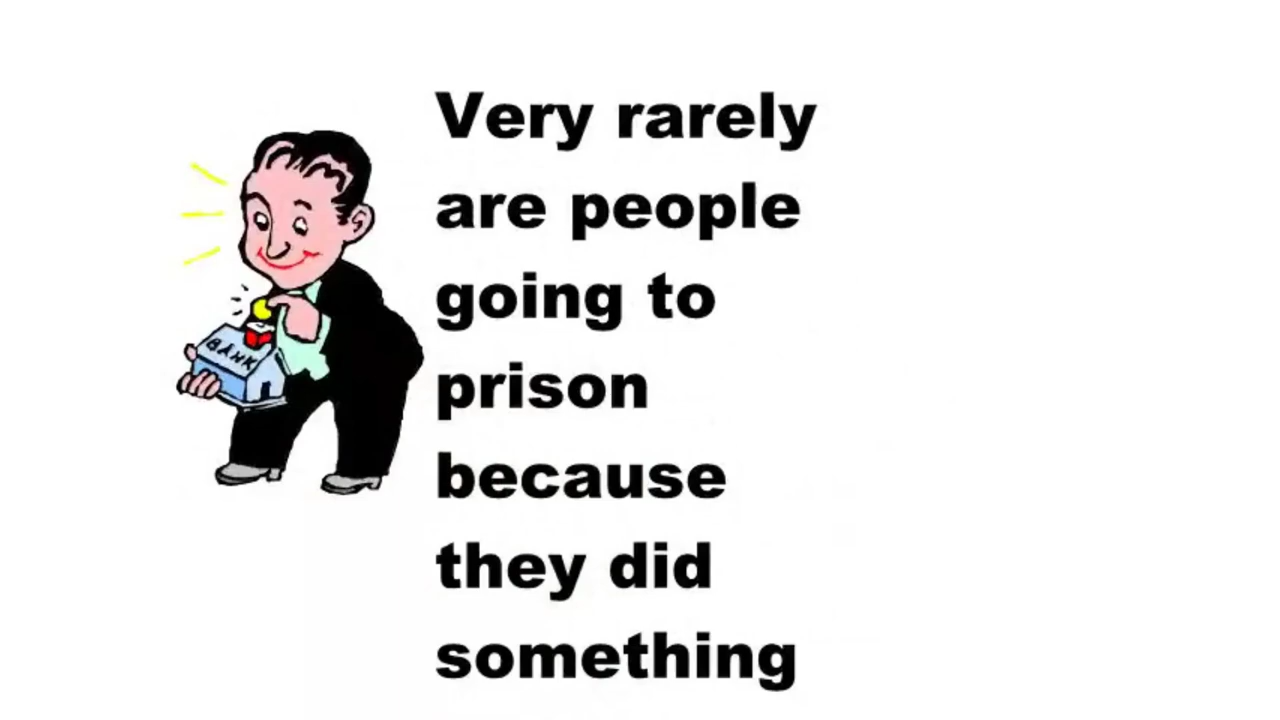 Very rarely
are people
going to
prison
because
they did
something
BANK